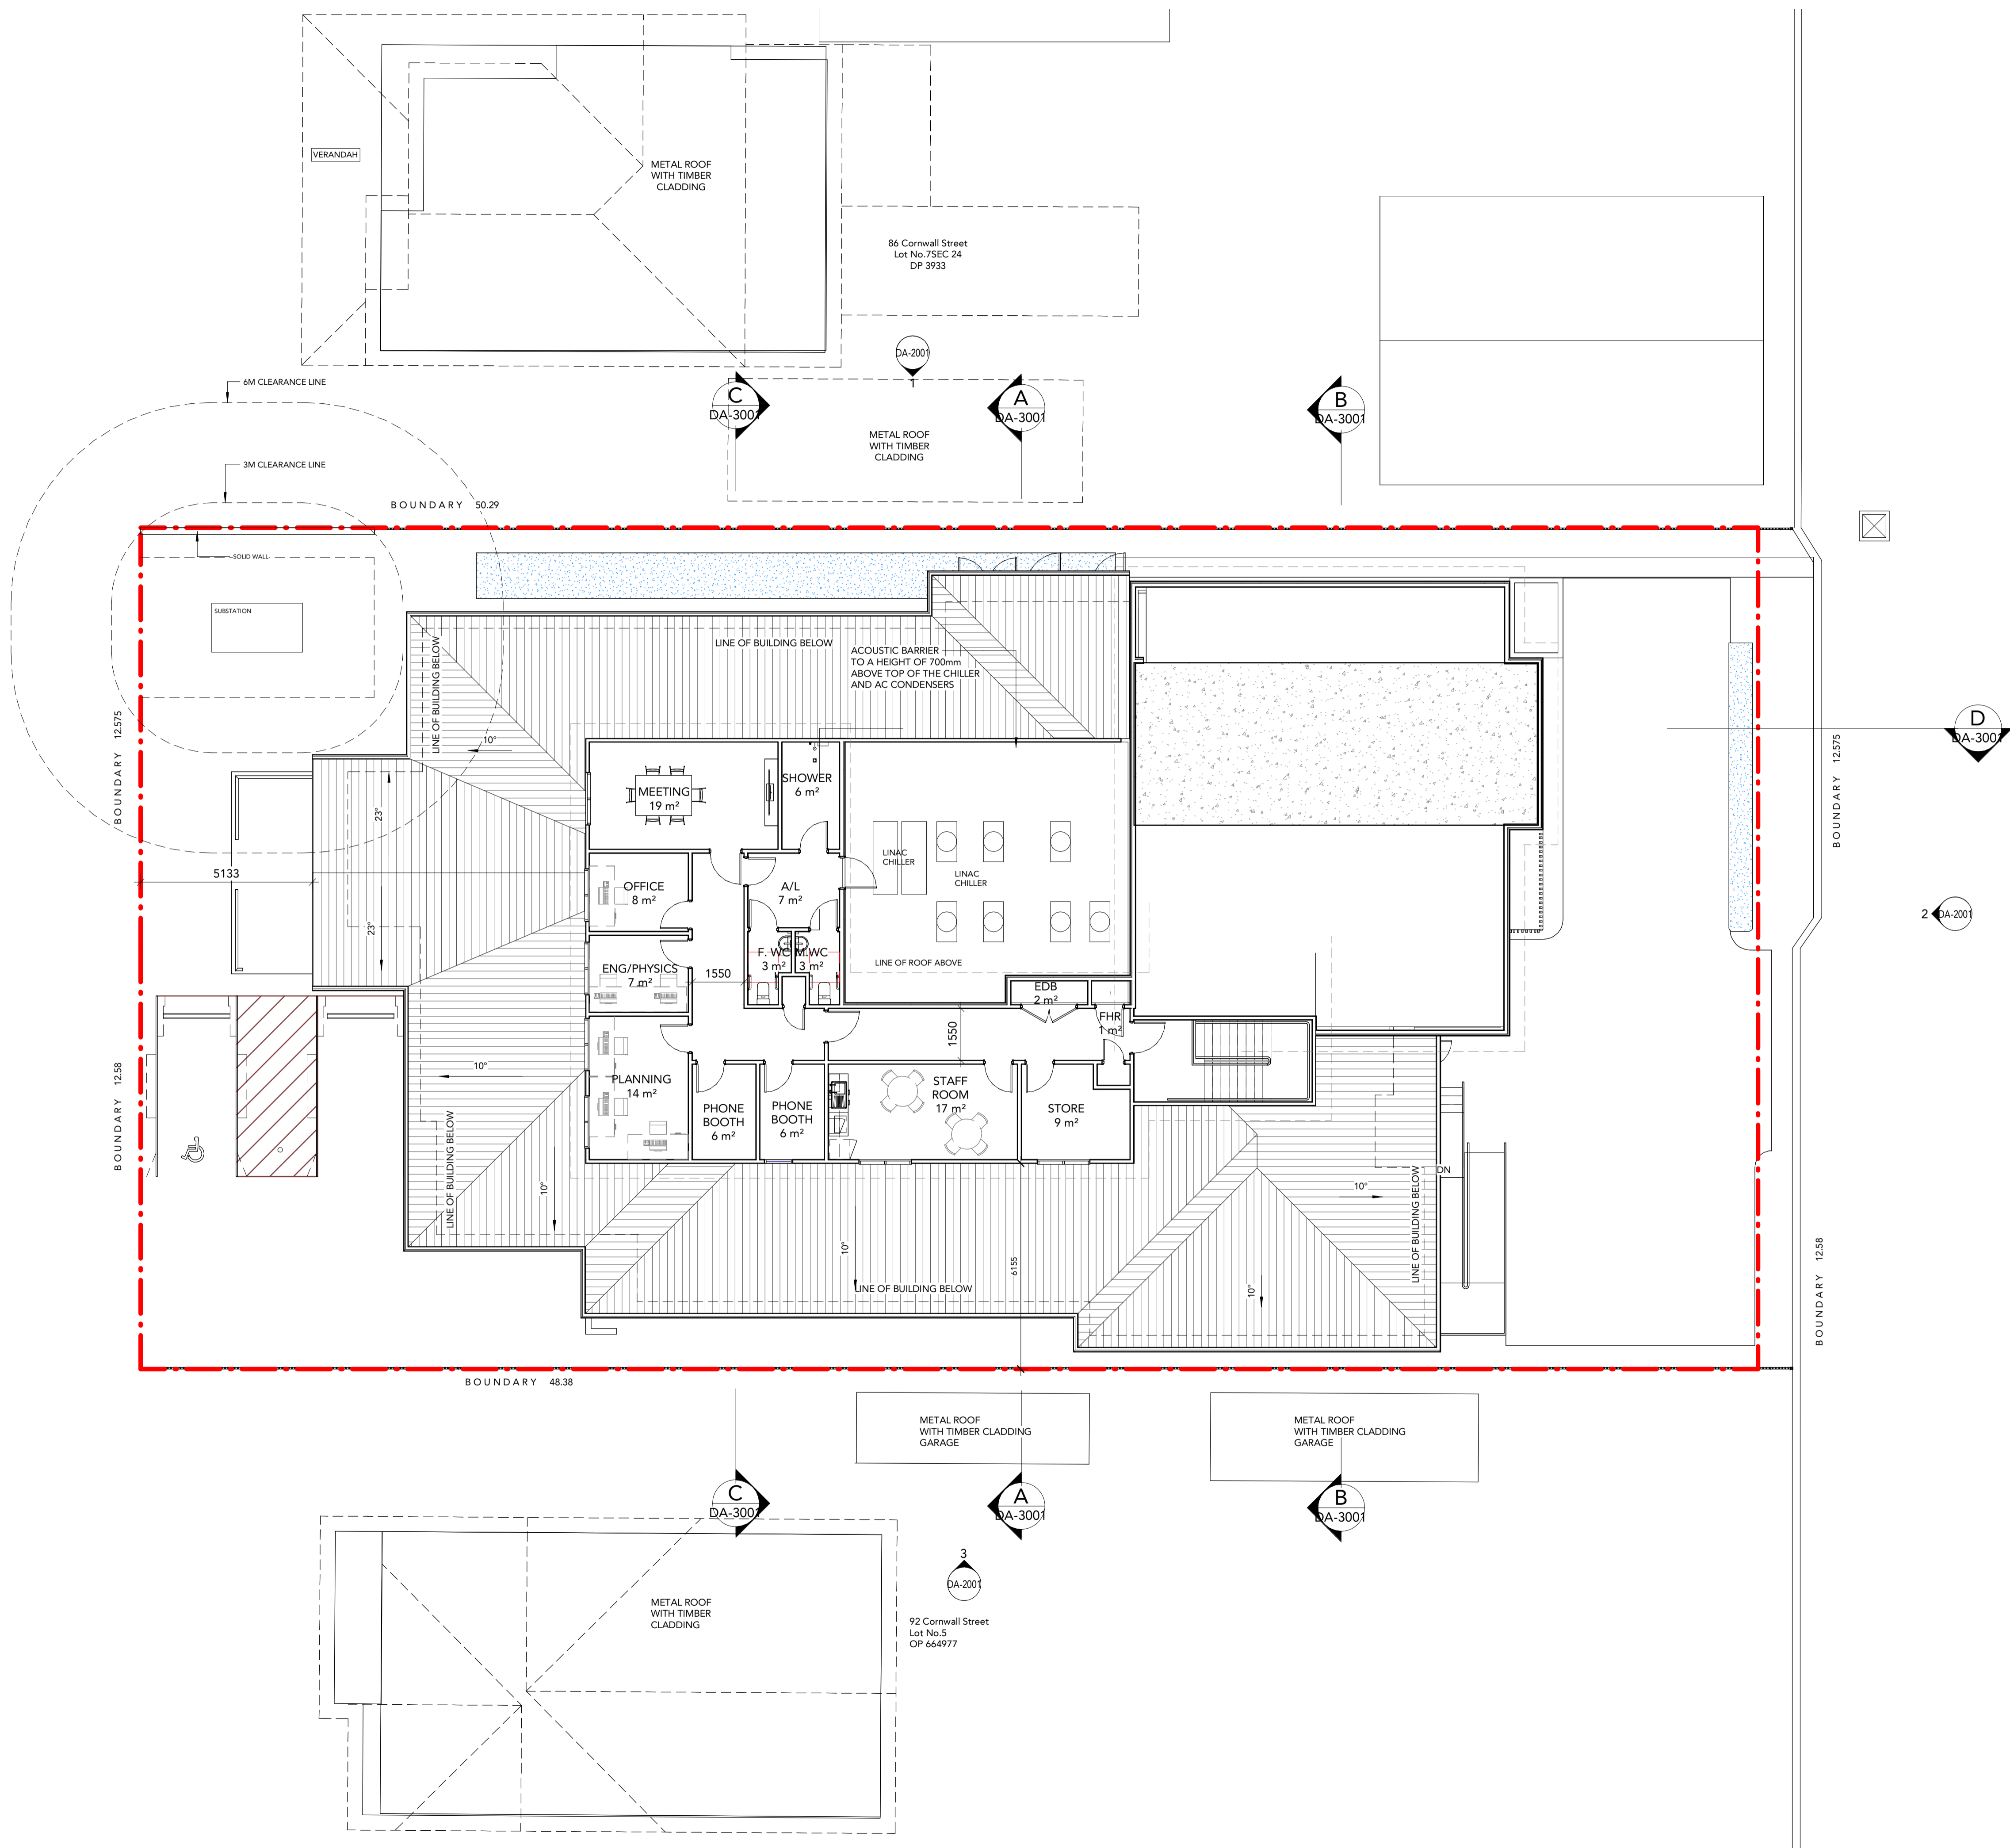 VERANDAH
METAL ROOF
WITH TIMBER
CLADDING
86 Cornwall Street
Lot No.7SEC 24
DP 3933
DA-2001
1
6M CLEARANCE LINE
C
DA-3001
A
DA-3001
B
DA-3001
METAL ROOF
WITH TIMBER
CLADDING
3M CLEARANCE LINE
BOUNDARY 50.29
SOLID WALL
SUBSTATION
LINE OF BUILDING BELOW
LINE OF BUILDING BELOW
ACOUSTIC BARRIER
TO A HEIGHT OF 700mm
ABOVE TOP OF THE CHILLER
AND AC CONDENSERS
BOUNDARY 12.575
10°
D
DA-3001
BOUNDARY 12.575
SHOWER
6 m²
MEETING
19 m²
23°
5133
LINAC
CHILLER
LINAC
CHILLER
OFFICE
8 m²
A/L
7 m²
2
DA-2001
23°
F. WC
3 m²
M.WC
3 m²
LINE OF ROOF ABOVE
ENG/PHYSICS
7 m²
1550
EDB
2 m²
FHR
1 m²
1550
BOUNDARY 12.58
10°
PLANNING
14 m²
PHONE
BOOTH
6 m²
PHONE
BOOTH
6 m²
STAFF
ROOM
17 m²
STORE
9 m²
LINE OF BUILDING BELOW
DN
10°
10°
LINE OF BUILDING BELOW
10°
6155
10°
LINE OF BUILDING BELOW
BOUNDARY 12.58
BOUNDARY 48.38
METAL ROOF
WITH TIMBER CLADDING
GARAGE
METAL ROOF
WITH TIMBER CLADDING
GARAGE
C
DA-3001
A
DA-3001
B
DA-3001
3
DA-2001
METAL ROOF
WITH TIMBER
CLADDING
92 Cornwall Street
Lot No.5
OP 664977